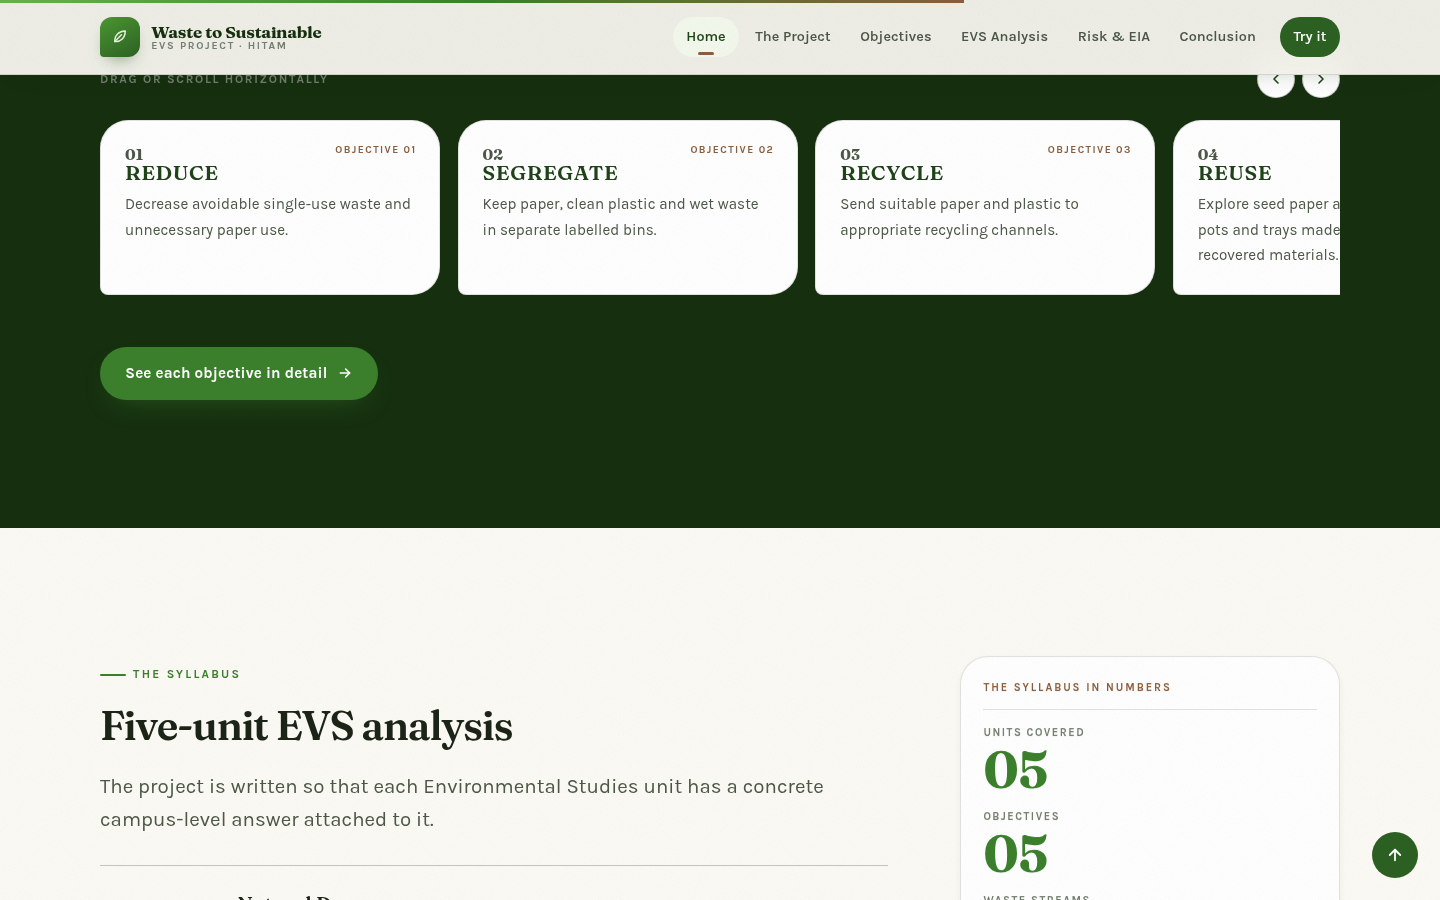 Waste to Sustainable
EVS PROJECT · HITAM
Home
The Project
Objectives
EVS Analysis
Risk & EIA
Conclusion
Try it
DRAG OR SCROLL HORIZONTALLY
01
OBJECTIVE 01
REDUCE
Decrease avoidable single-use waste and
unnecessary paper use.
02
OBJECTIVE 02
SEGREGATE
Keep paper, clean plastic and wet waste
in separate labelled bins.
03
OBJECTIVE 03
RECYCLE
Send suitable paper and plastic to
appropriate recycling channels.
04
REUSE
Explore seed paper a
pots and trays made
recovered materials.
See each objective in detail →
THE SYLLABUS
Five-unit EVS analysis
The project is written so that each Environmental Studies unit has a concrete
campus-level answer attached to it.
THE SYLLABUS IN NUMBERS
UNITS COVERED
05
OBJECTIVES
05
WASTE STREAMS